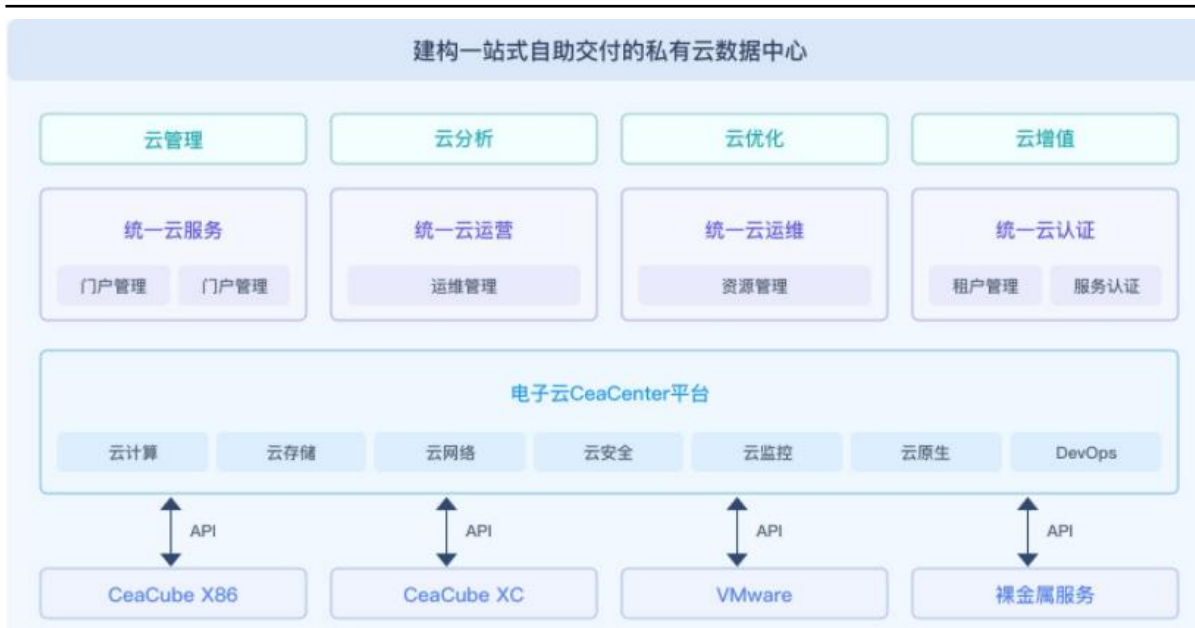 建构一站式自助交付的私有云数据中心
云管理 云分析 云优化 云增值
统一云服务 统一云运营 统一云运维 统一云认证
门户管理 门户管理 运维管理 资源管理 租户管理 服务认证
电子云CeaCenter平台
云计算 云存储 云网络 云安全 云监控 云原生 DevOps
API API API API
CeaCube X86 CeaCube XC VMware 裸金属服务